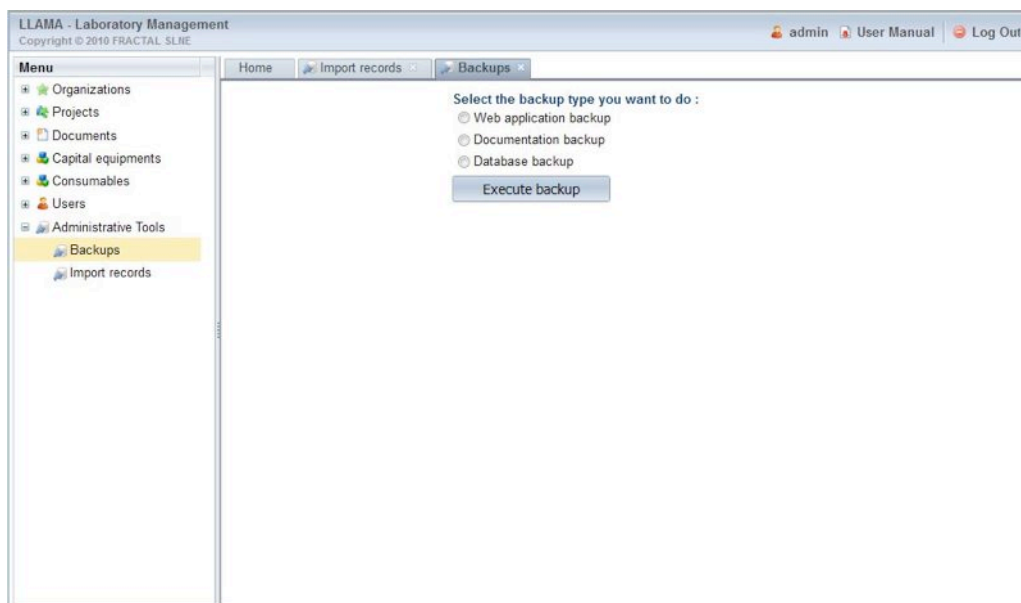 LLAMA - Laboratory Management
Copyright © 2010 FRACTAL SLNE
admin User Manual Log Out
Menu
Home Import records Backups
Organizations
Projects
Documents
Capital equipments
Consumables
Users
Administrative Tools
Backups
Import records
Select the backup type you want to do :
Web application backup
Documentation backup
Database backup
Execute backup